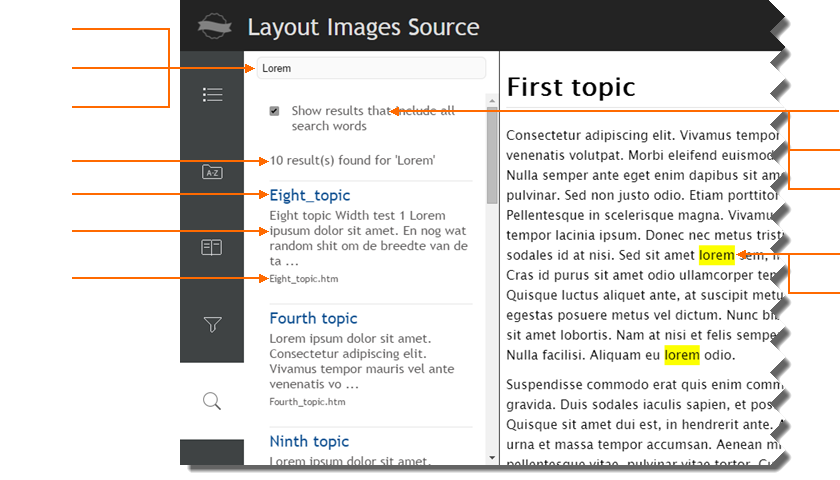 Layout Images Source
Lorem
Show results that include all
search words
10 result(s) found for 'Lorem'
Eight_topic
Eight topic Width test 1 Lorem
ipusum dolor sit amet. En nog wat
random shit om de breedte van de
ta ...
Eight_topic.htm
Fourth topic
Lorem ipsum dolor sit amet.
Consectetur adipiscing elit.
Vivamus tempor mauris vel ante
venenatis vo ...
Fourth_topic.htm
Ninth topic
Lorem ipsum dolor sit amet.
A-Z
First topic
Consectetur adipiscing elit. Vivamus tempor
venenatis volutpat. Morbi eleifend euismod
Nulla semper ante eget enim dapibus sit am
pulvinar. Sed non justo odio. Etiam porttitor
Pellentesque in scelerisque magna. Vivamu
tempor lacinia ipsum. Donec nec metus trist
sodales id at nisi. Sed sit amet lorem sem,
Cras id purus sit amet odio ullamcorper ten
Quisque luctus aliquet ante, at suscipit metu
egestas posuere metus vel dictum. Nunc bi
sit amet lobortis. Nam at nisi et felis sempe
Nulla facilisi. Aliquam eu lorem odio.
Suspendisse commodo erat quis enim comm
gravida. Duis sodales iaculis sapien, et pos
Quisque sit amet dui est, in hendrerit ante. A
urna et massa tempor accumsan. Aenean mi
pellentesque vitae, pulvinar vitae tortor. Cu